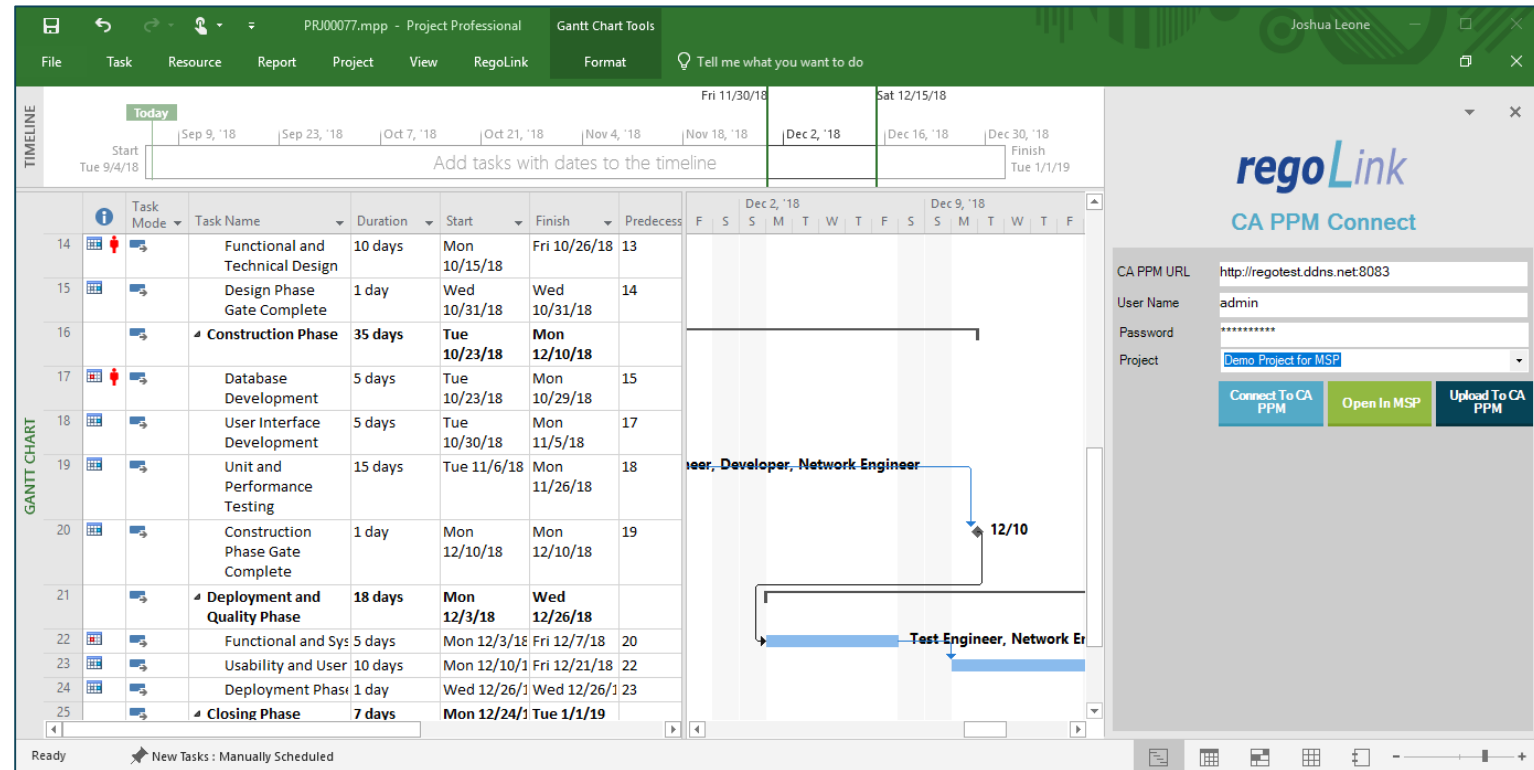 PRJ00077.mpp - Project Professional
Gantt Chart Tools
Joshua Leone
File Task Resource Report Project View RegoLink Format Tell me what you want to do
TIMELINE
Fri 11/30/18 Sat 12/15/18
Today
Sep 9, '18 Sep 23, '18 Oct 7, '18 Oct 21, '18 Nov 4, '18 Nov 18, '18 Dec 2, '18 Dec 16, '18 Dec 30, '18
Start
Tue 9/4/18
Add tasks with dates to the timeline
Finish
Tue 1/1/19
GANTT CHART
Task
Mode Task Name Duration Start Finish Predecess
Dec 2, '18 Dec 9, '18
F S S M T W T F S S M T W T F
14 Functional and 10 days Mon Fri 10/26/18 13
Technical Design 10/15/18
15 Design Phase 1 day Wed Wed 14
Gate Complete 10/31/18 10/31/18
16 Construction Phase 35 days Tue Mon
10/23/18 12/10/18
17 Database 5 days Tue Mon 15
Development 10/23/18 10/29/18
18 User Interface 5 days Tue Mon 17
Development 10/30/18 11/5/18
19 Unit and 15 days Tue 11/6/18 Mon 18
Performance 11/26/18
Testing
neer, Developer, Network Engineer
20 Construction 1 day Mon Mon 19
Phase Gate 12/10/18 12/10/18
Complete
12/10
21 Deployment and 18 days Mon Wed
Quality Phase 12/3/18 12/26/18
22 Functional and Sys 5 days Mon 12/3/18 Fri 12/7/18 20
Test Engineer, Network Er
23 Usability and User 10 days Mon 12/10/1 Fri 12/21/18 22
24 Deployment Phase 1 day Wed 12/26/1 Wed 12/26/1 23
25 Closing Phase 7 days Mon 12/24/1 Tue 1/1/19
regoLink
CA PPM Connect
CA PPM URL http://regotest.ddns.net:8083
User Name admin
Password **********
Project Demo Project for MSP
Connect To CA
PPM
Open In MSP
Upload To CA
PPM
Ready New Tasks : Manually Scheduled